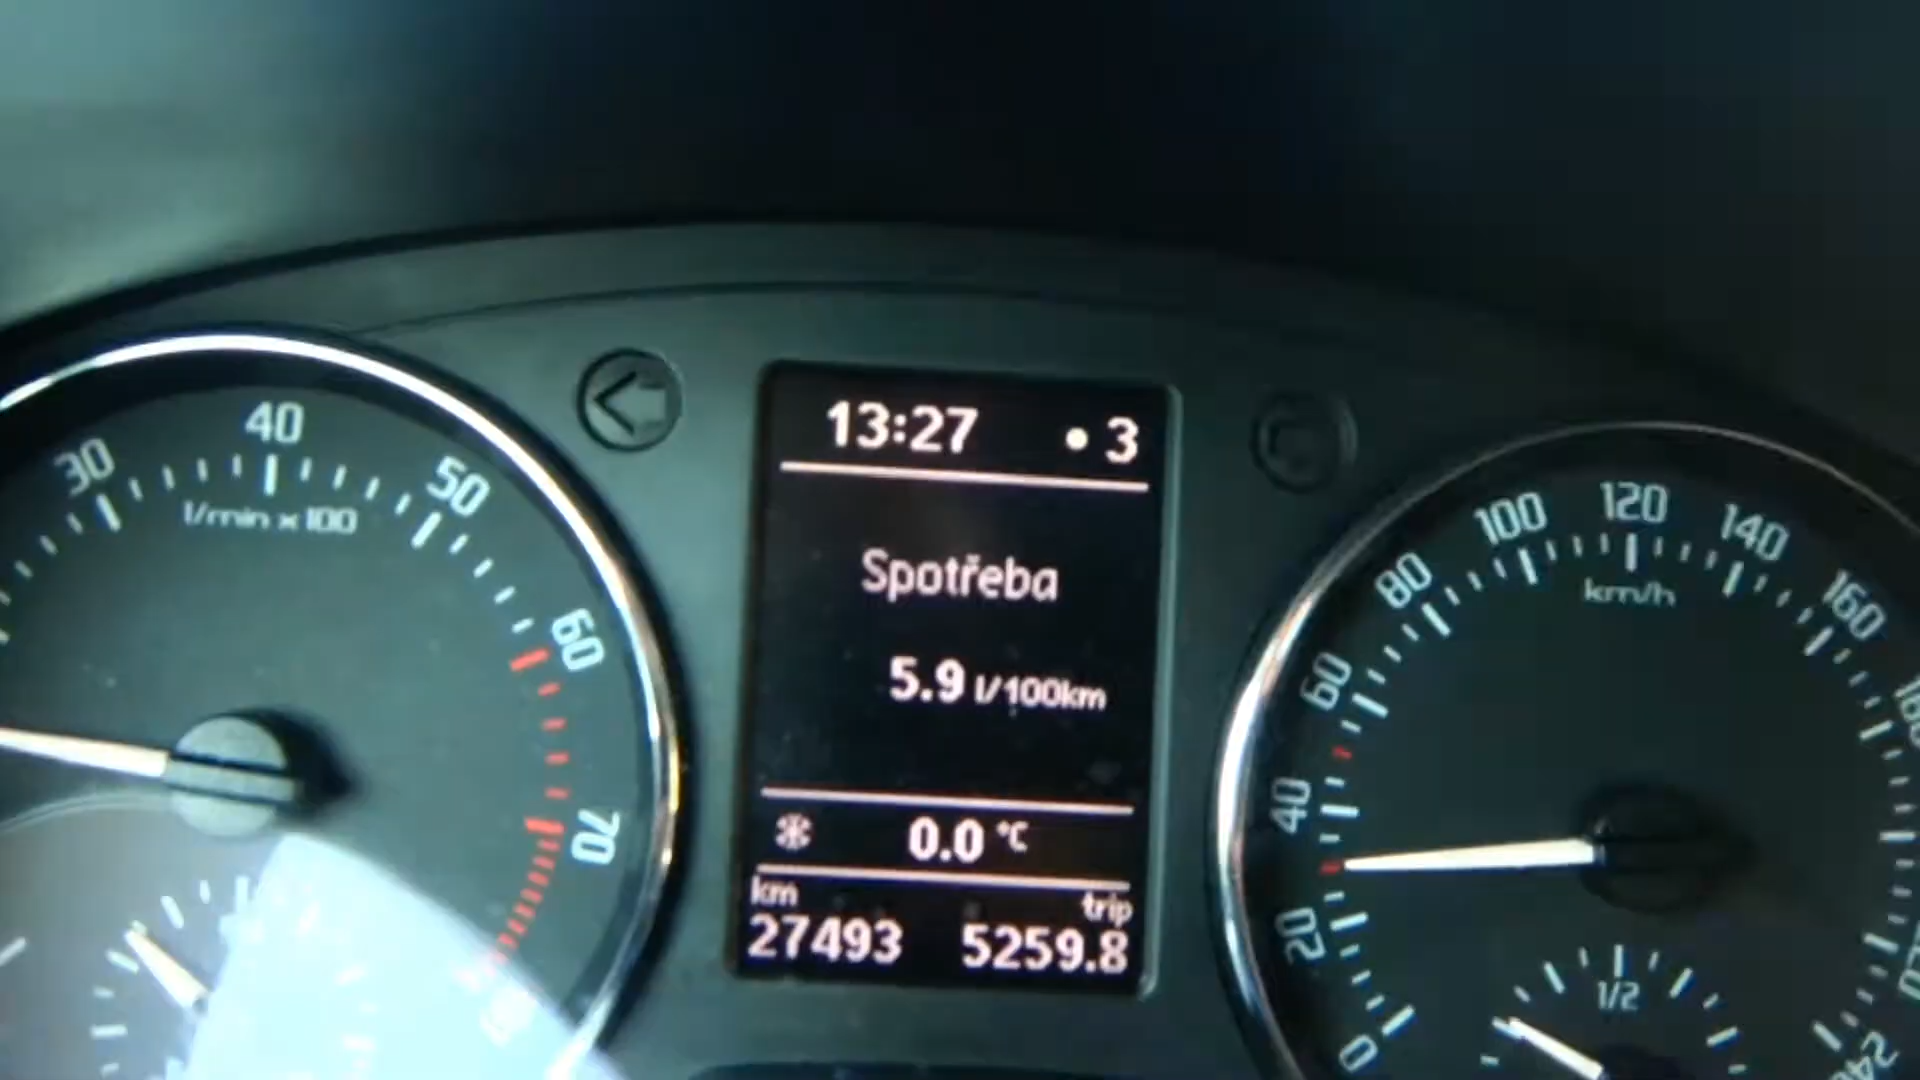 30
40
50
60
70
1/min x 100
13:27 • 3
Spotřeba
5.9 l/100km
0.0 °C
km trip
27493 5259.8
0
20
40
60
80
100
120
140
160
km/h
1/2